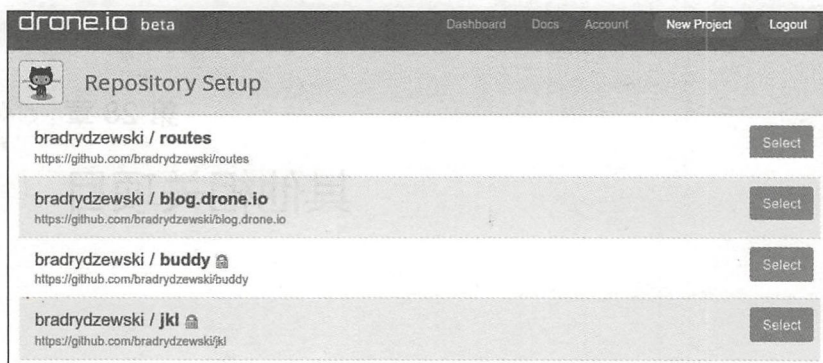 drone.io beta
Dashboard Docs Account New Project Logout
Repository Setup
bradrydzewski / routes
https://github.com/bradrydzewski/routes
Select
bradrydzewski / blog.drone.io
https://github.com/bradrydzewski/blog.drone.io
Select
bradrydzewski / buddy
https://github.com/bradrydzewski/buddy
Select
bradrydzewski / jkl
https://github.com/bradrydzewski/jkl
Select